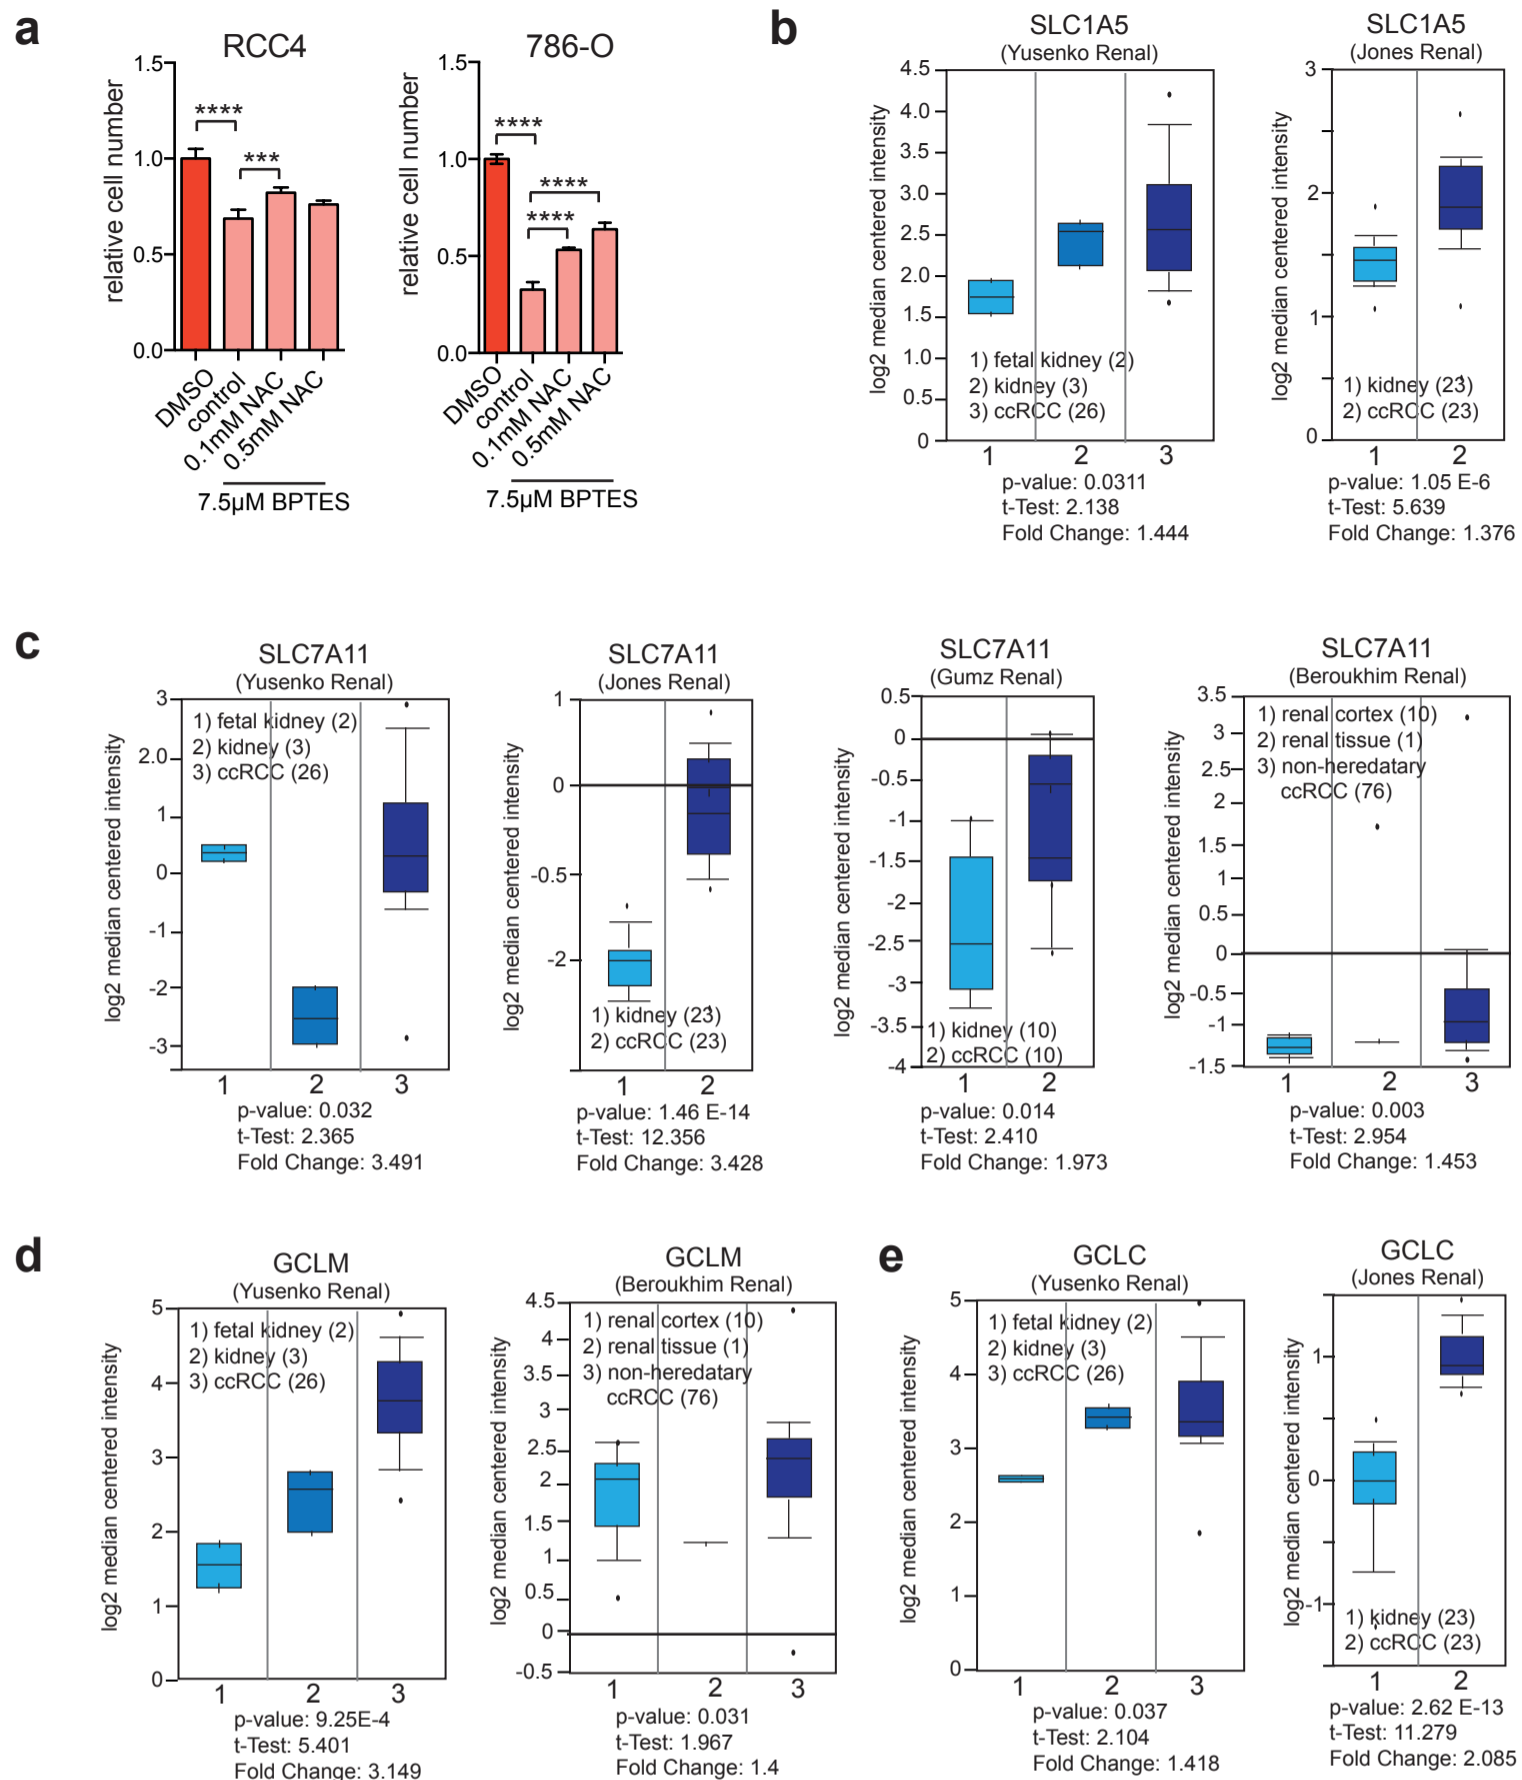 a
RCC4
relative cell number
1.5
1.0
0.5
0.0
****
***
DMSO
control
0.1mM NAC
0.5mM NAC
7.5µM BPTES
786-O
relative cell number
1.5
1.0
0.5
0.0
****
****
****
DMSO
control
0.1mM NAC
0.5mM NAC
7.5µM BPTES
b
SLC1A5
(Yusenko Renal)
log2 median centered intensity
4.5
4.0
3.5
3.0
2.5
2.0
1.5
1.0
0.5
0
1) fetal kidney (2)
2) kidney (3)
3) ccRCC (26)
1 2 3
p-value: 0.0311
t-Test: 2.138
Fold Change: 1.444
SLC1A5
(Jones Renal)
log2 median centered intensity
3
2
1
0
1) kidney (23)
2) ccRCC (23)
1 2
p-value: 1.05 E-6
t-Test: 5.639
Fold Change: 1.376
c
SLC7A11
(Yusenko Renal)
log2 median centered intensity
3
2.0
1
0
-1
-2
-3
1) fetal kidney (2)
2) kidney (3)
3) ccRCC (26)
1 2 3
p-value: 0.032
t-Test: 2.365
Fold Change: 3.491
SLC7A11
(Jones Renal)
log2 median centered intensity
1
0
-0.5
-2
1) kidney (23)
2) ccRCC (23)
1 2
p-value: 1.46 E-14
t-Test: 12.356
Fold Change: 3.428
SLC7A11
(Gumz Renal)
log2 median centered intensity
0.5
0
-0.5
-1
-1.5
-2
-2.5
-3
-3.5
-4
1) kidney (10)
2) ccRCC (10)
1 2
p-value: 0.014
t-Test: 2.410
Fold Change: 1.973
SLC7A11
(Beroukhim Renal)
log2 median centered intensity
3.5
3
2.5
2
1.5
1
0.5
0
-0.5
-1
-1.5
1) renal cortex (10)
2) renal tissue (1)
3) non-heredatary
ccRCC (76)
1 2 3
p-value: 0.003
t-Test: 2.954
Fold Change: 1.453
d
GCLM
(Yusenko Renal)
log2 median centered intensity
5
4
3
2
1
0
1) fetal kidney (2)
2) kidney (3)
3) ccRCC (26)
1 2 3
p-value: 9.25E-4
t-Test: 5.401
Fold Change: 3.149
GCLM
(Beroukhim Renal)
log2 median centered intensity
4.5
4
3.5
3
2.5
2
1.5
1
0.5
0
-0.5
1) renal cortex (10)
2) renal tissue (1)
3) non-heredatary
ccRCC (76)
1 2 3
p-value: 0.031
t-Test: 1.967
Fold Change: 1.4
e
GCLC
(Yusenko Renal)
log2 median centered intensity
5
4
3
2
1
0
1) fetal kidney (2)
2) kidney (3)
3) ccRCC (26)
1 2 3
p-value: 0.037
t-Test: 2.104
Fold Change: 1.418
GCLC
(Jones Renal)
log2 median centered intensity
1
0
-1
1) kidney (23)
2) ccRCC (23)
1 2
p-value: 2.62 E-13
t-Test: 11.279
Fold Change: 2.085